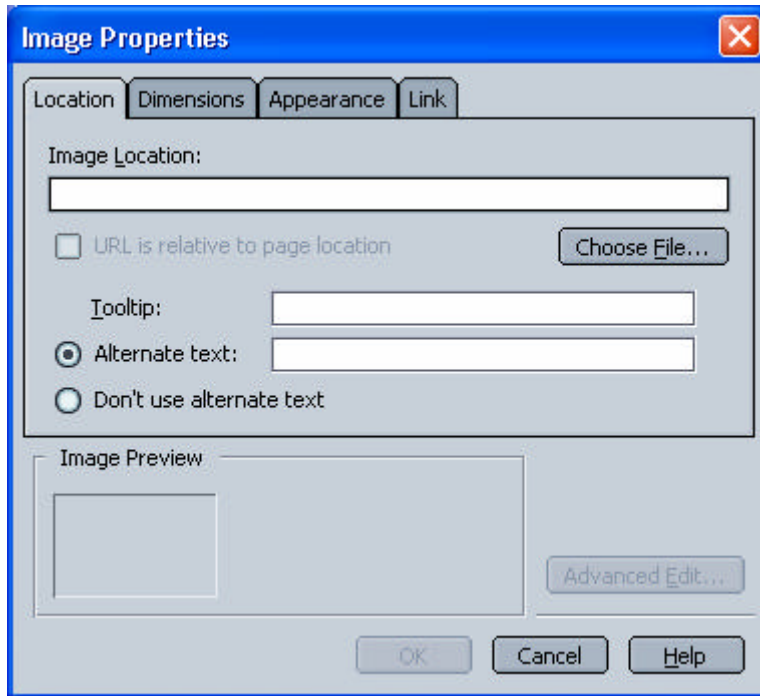 Image Properties
Location Dimensions Appearance Link
Image Location:
URL is relative to page location Choose File...
Tooltip:
Alternate text:
Don't use alternate text
Image Preview
Advanced Edit...
OK Cancel Help